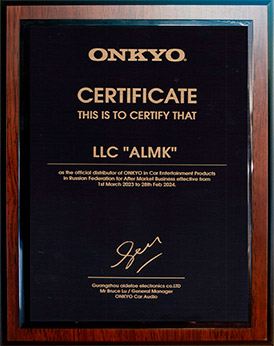 ONKYO
CERTIFICATE
THIS IS TO CERTIFY THAT
LLC "ALMK"
as the official distributor of ONKYO in Car Entertainment Products
in Russian Federation for After Market Business effective from
1st March 2023 to 28th Feb 2024.
Guangzhou aldetoe electronics co.LTD
Mr Bruce Lu / General Manager
ONKYO Car Audio